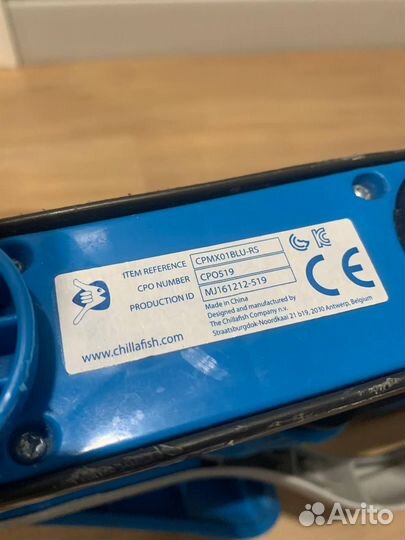 ITEM REFERENCE CPMX01BLU-RS
CPO NUMBER CPO519
PRODUCTION ID MJ161212-519
Made in China
Designed and manufactured by
The Chillafish Company n.v.
Straatsburgdok-Noordkaai 21 b19, 2030 Antwerp, Belgium
www.chillafish.com
CE
Avito